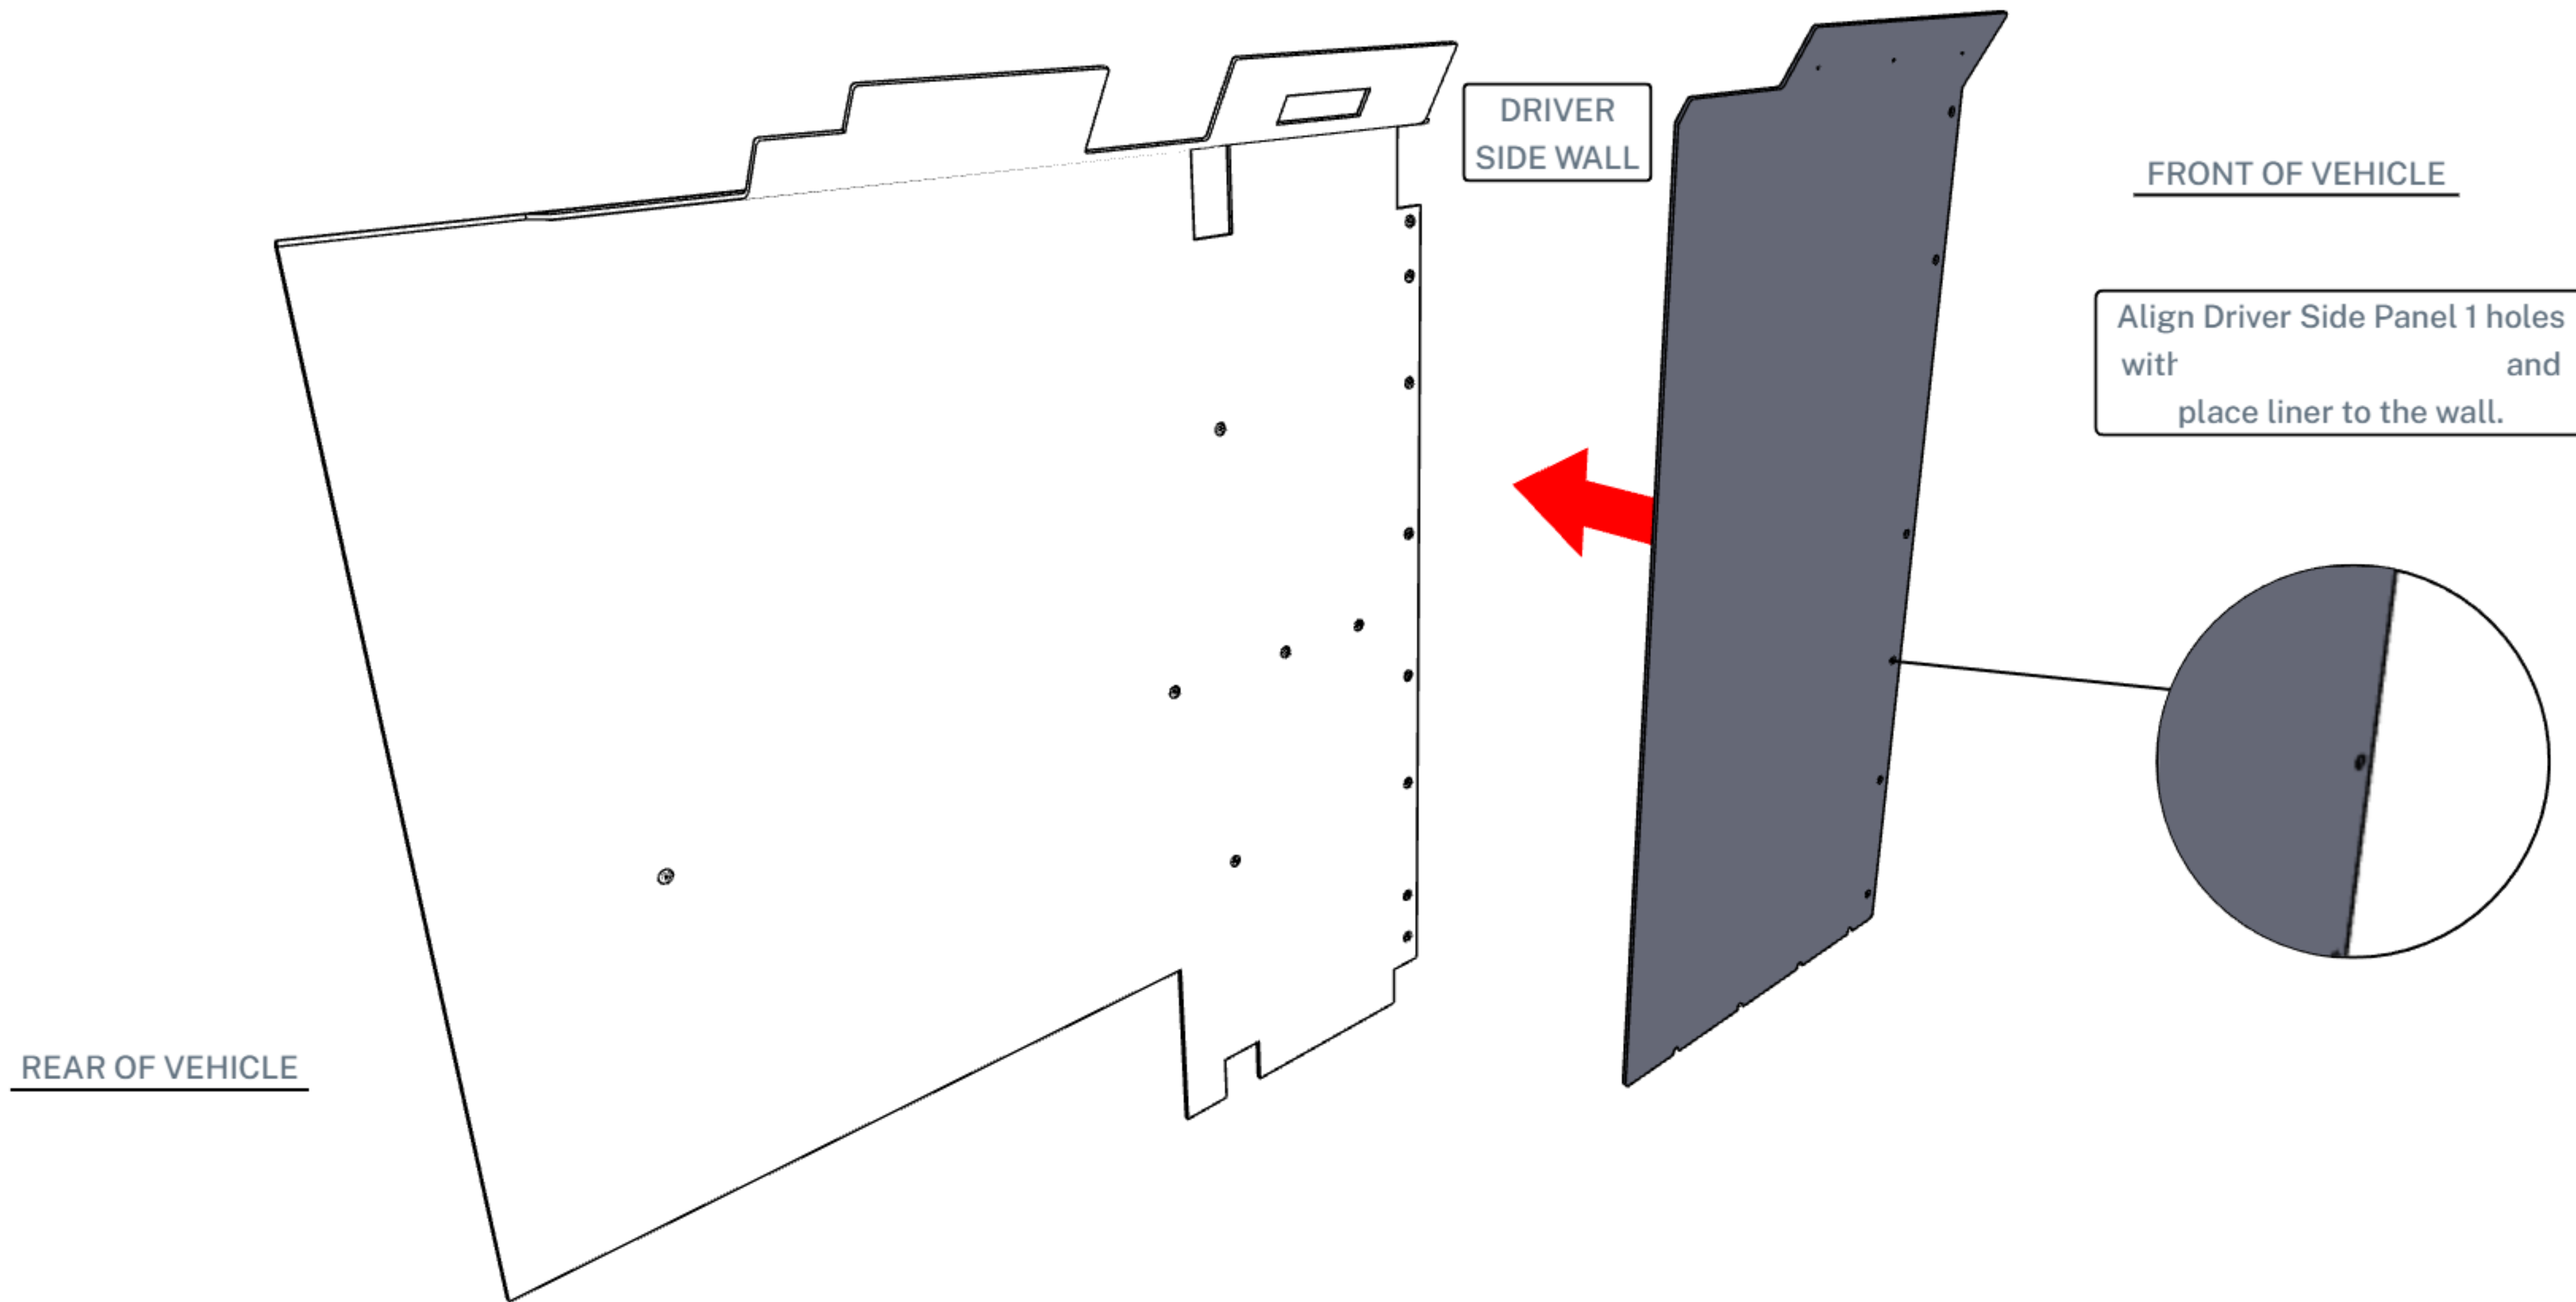 DRIVER
SIDE WALL
FRONT OF VEHICLE
Align Driver Side Panel 1 holes
with and
place liner to the wall.
REAR OF VEHICLE